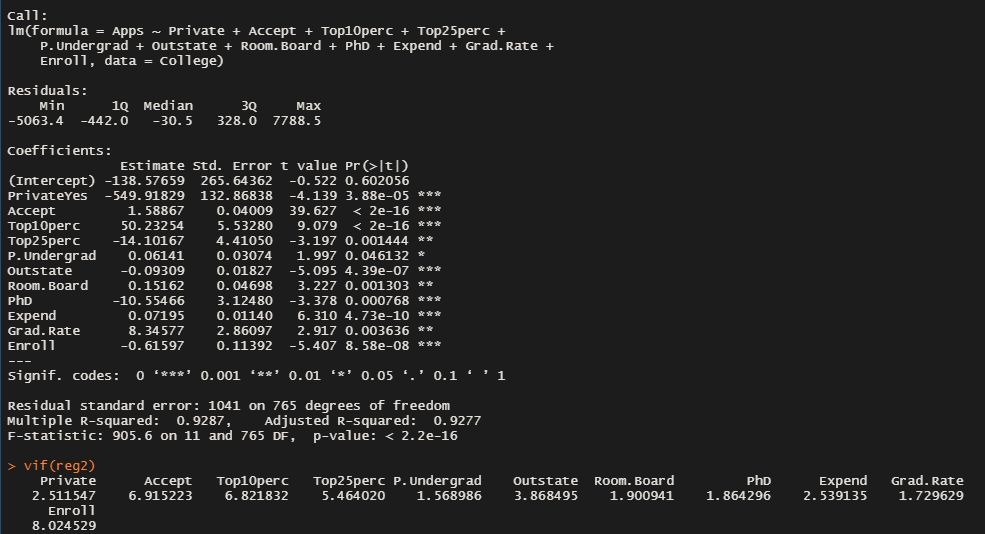 Call:
lm(formula = Apps ~ Private + Accept + Top10perc + Top25perc +
    P.Undergrad + Outstate + Room.Board + PhD + Expend + Grad.Rate +
    Enroll, data = College)

Residuals:
    Min      1Q  Median      3Q     Max
-5063.4  -442.0   -30.5   328.0  7788.5

Coefficients:
              Estimate Std. Error t value Pr(>|t|)
(Intercept) -138.57659  265.64362  -0.522 0.602056
PrivateYes  -549.91829  132.86838  -4.139 3.88e-05 ***
Accept         1.58867    0.04009  39.627  < 2e-16 ***
Top10perc     50.23254    5.53280   9.079  < 2e-16 ***
Top25perc    -14.10167    4.41050  -3.197 0.001444 **
P.Undergrad    0.06141    0.03074   1.997 0.046132 *
Outstate      -0.09309    0.01827  -5.095 4.39e-07 ***
Room.Board     0.15162    0.04698   3.227 0.001303 **
PhD          -10.55466    3.12480  -3.378 0.000768 ***
Expend         0.07195    0.01140   6.310 4.73e-10 ***
Grad.Rate      8.34577    2.86097   2.917 0.003636 **
Enroll        -0.61597    0.11392  -5.407 8.58e-08 ***
---
Signif. codes:  0 ‘***’ 0.001 ‘**’ 0.01 ‘*’ 0.05 ‘.’ 0.1 ‘ ’ 1

Residual standard error: 1041 on 765 degrees of freedom
Multiple R-squared:  0.9287,    Adjusted R-squared:  0.9277
F-statistic: 905.6 on 11 and 765 DF,  p-value: < 2.2e-16

> vif(reg2)
    Private      Accept   Top10perc   Top25perc P.Undergrad    Outstate  Room.Board         PhD      Expend   Grad.Rate
   2.511547    6.915223    6.821832    5.464020    1.568986    3.868495    1.900941    1.864296    2.539135    1.729629
     Enroll
   8.024529